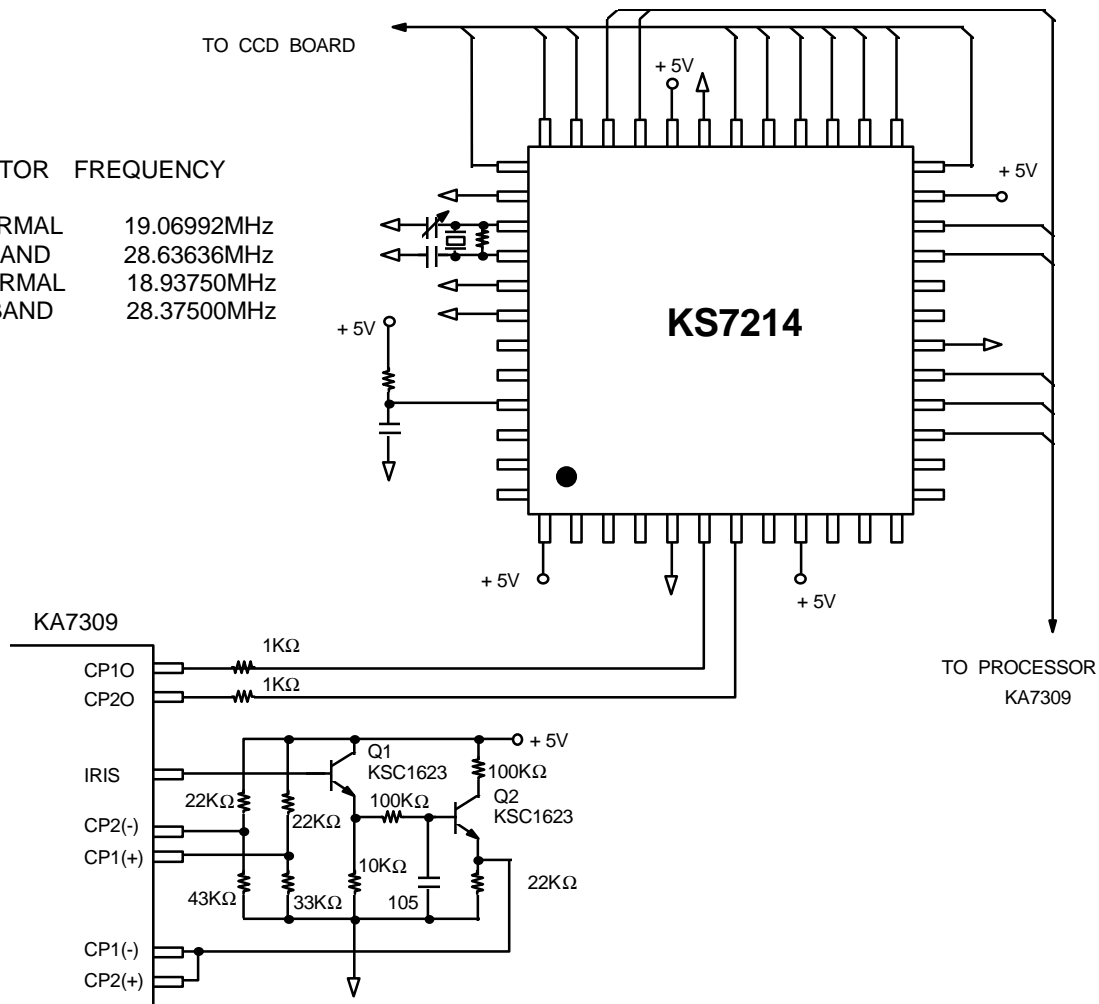 TO CCD BOARD
+ 5V
TOR FREQUENCY
+ 5V
RMAL 19.06992MHz
AND 28.63636MHz
RMAL 18.93750MHz
BAND 28.37500MHz
+ 5V
KS7214
+ 5V
+ 5V
KA7309
1KΩ
CP1O
TO PROCESSOR
KA7309
1KΩ
CP2O
+ 5V
Q1
KSC1623
100KΩ
IRIS
22KΩ
100KΩ
Q2
KSC1623
22KΩ
CP2(-)
CP1(+)
10KΩ
22KΩ
43KΩ
33KΩ
105
CP1(-)
CP2(+)